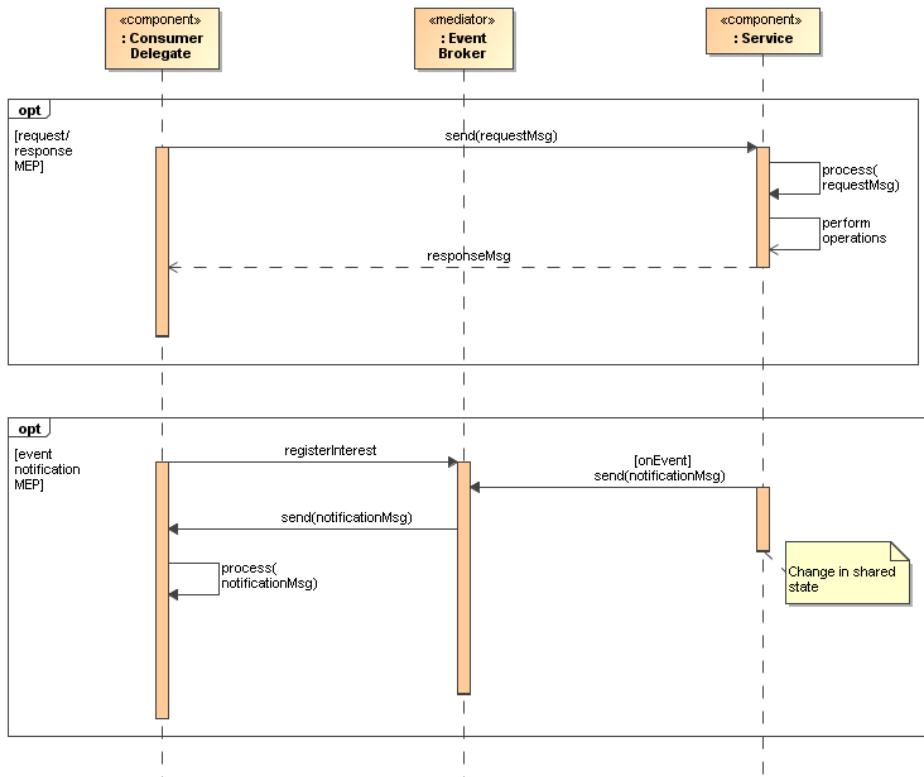 «component»
: Consumer
Delegate
«mediator»
: Event
Broker
«component»
: Service
opt
[request/
response
MEP]
send(requestMsg)
process(
requestMsg)
perform
operations
responseMsg
opt
[event
notification
MEP]
registerInterest
[onEvent]
send(notificationMsg)
send(notificationMsg)
process(
notificationMsg)
Change in shared
state